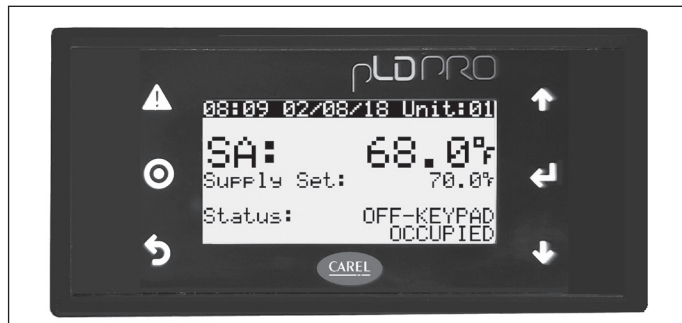 pLDPRO
08:09 02/08/18 Unit:01
SA: 68.0°F
Supply Set: 70.0°F
Status: OFF-KEYPAD
OCCUPIED
CAREL